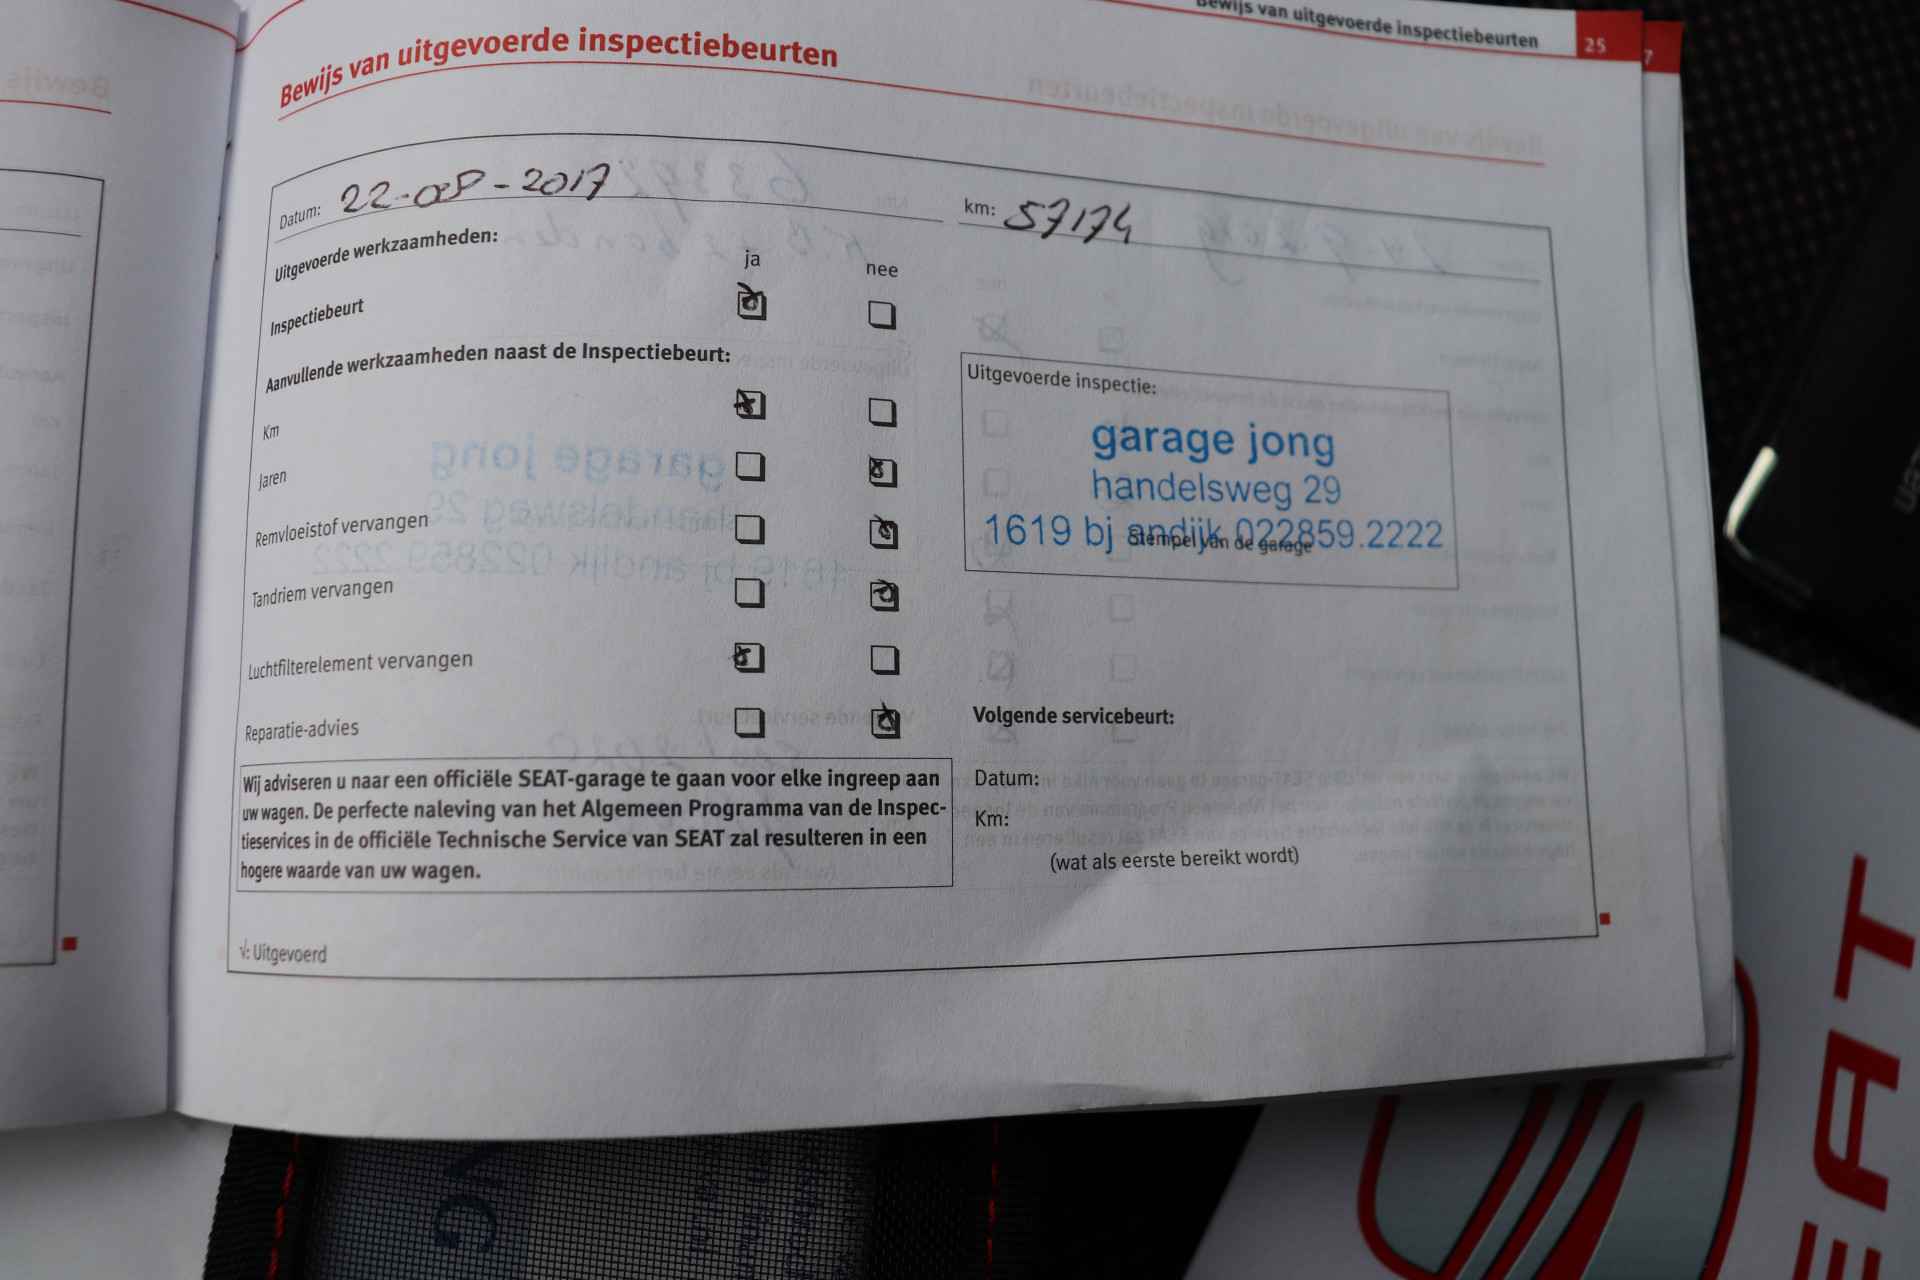 Bewijs van uitgevoerde inspectiebeurten
25
7
Bewijs van uitgevoerde inspectiebeurten
Datum: 22-08-2017
km: 57174
Uitgevoerde werkzaamheden:
ja nee
Inspectiebeurt
Aanvullende werkzaamheden naast de Inspectiebeurt:
Km
Jaren
Remvloeistof vervangen
Tandriem vervangen
Luchtfilterelement vervangen
Reparatie-advies
Wij adviseren u naar een officiële SEAT-garage te gaan voor elke ingreep aan
uw wagen. De perfecte naleving van het Algemeen Programma van de Inspec-
tieservices in de officiële Technische Service van SEAT zal resulteren in een
hogere waarde van uw wagen.
√: Uitgevoerd
Uitgevoerde inspectie:
garage jong
handelsweg 29
1619 bj andijk 022859.2222
Stempel van de garage
Volgende servicebeurt:
Datum:
Km:
(wat als eerste bereikt wordt)
EAT